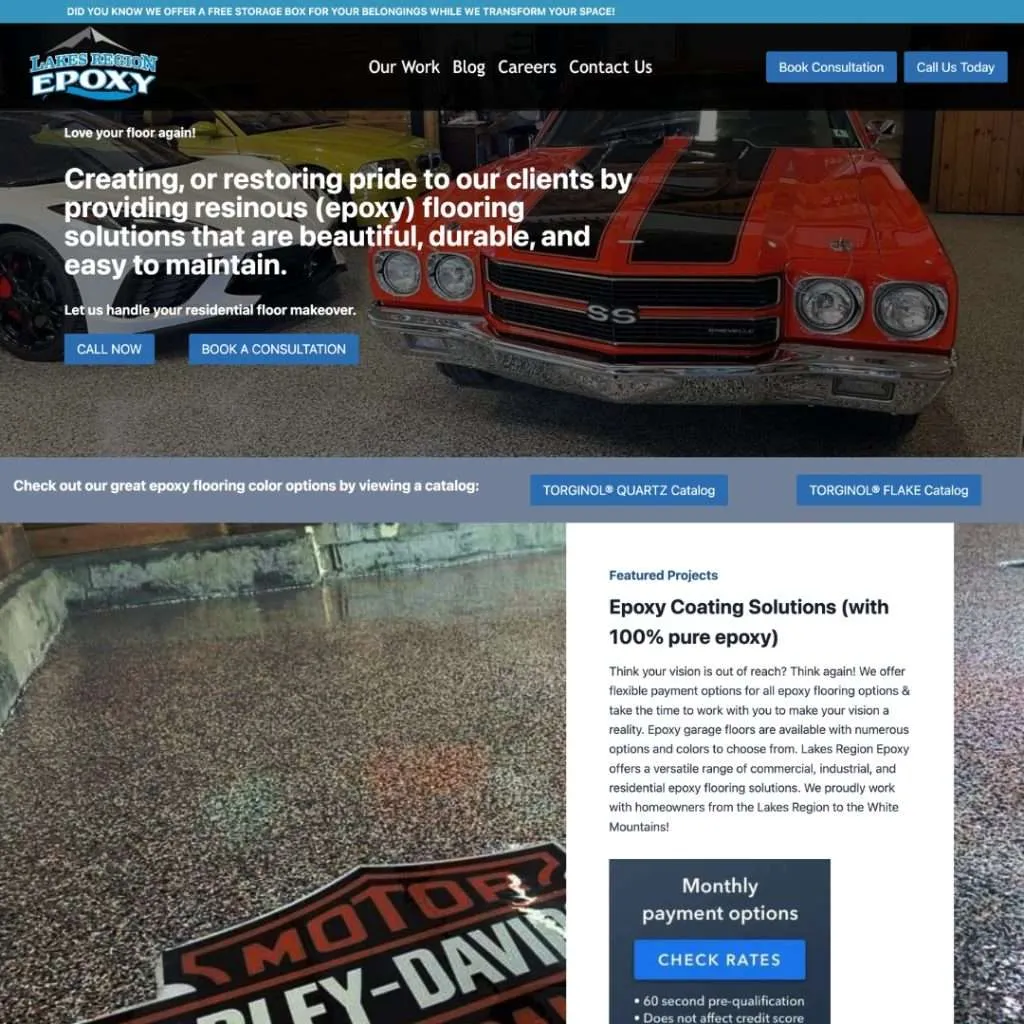 DID YOU KNOW WE OFFER A FREE STORAGE BOX FOR YOUR BELONGINGS WHILE WE TRANSFORM YOUR SPACE!
LAKES REGION
EPOXY
Our Work Blog Careers Contact Us
Book Consultation Call Us Today
Love your floor again!
Creating, or restoring pride to our clients by
providing resinous (epoxy) flooring
solutions that are beautiful, durable, and
easy to maintain.
Let us handle your residential floor makeover.
CALL NOW BOOK A CONSULTATION
SS
Check out our great epoxy flooring color options by viewing a catalog:
TORGINOL® QUARTZ Catalog TORGINOL® FLAKE Catalog
Featured Projects
Epoxy Coating Solutions (with
100% pure epoxy)
Think your vision is out of reach? Think again! We offer
flexible payment options for all epoxy flooring options &
take the time to work with you to make your vision a
reality. Epoxy garage floors are available with numerous
options and colors to choose from. Lakes Region Epoxy
offers a versatile range of commercial, industrial, and
residential epoxy flooring solutions. We proudly work
with homeowners from the Lakes Region to the White
Mountains!
Monthly
payment options
CHECK RATES
• 60 second pre-qualification
• Does not affect credit score
MOTOR
RLEY-DAVID